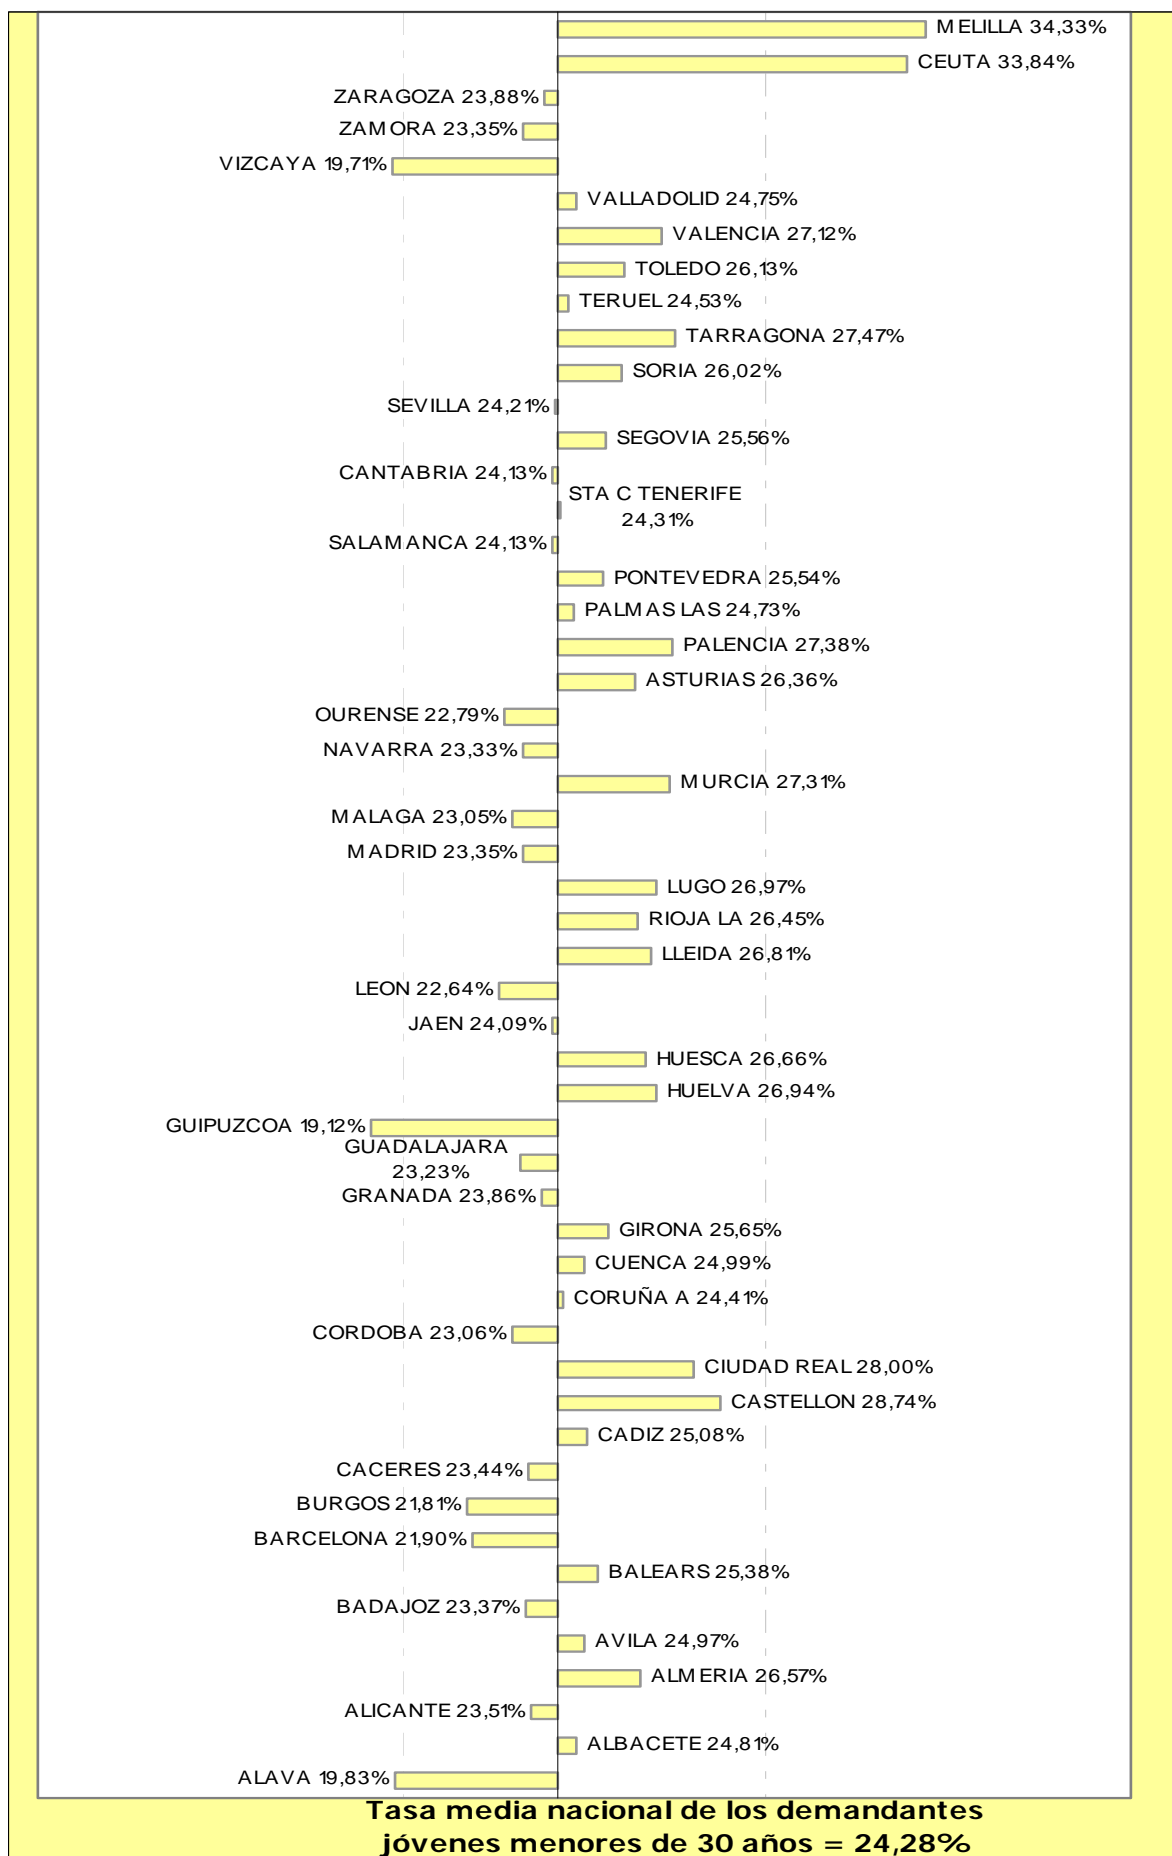 MELILLA 34,33%
CEUTA 33,84%
ZARAGOZA 23,88%
ZAMORA 23,35%
VIZCAYA 19,71%
VALLADOLID 24,75%
VALENCIA 27,12%
TOLEDO 26,13%
TERUEL 24,53%
TARRAGONA 27,47%
SORIA 26,02%
SEVILLA 24,21%
SEGOVIA 25,56%
CANTABRIA 24,13%
STA C TENERIFE
24,31%
SALAMANCA 24,13%
PONTEVEDRA 25,54%
PALMAS LAS 24,73%
PALENCIA 27,38%
ASTURIAS 26,36%
OURENSE 22,79%
NAVARRA 23,33%
MURCIA 27,31%
MALAGA 23,05%
MADRID 23,35%
LUGO 26,97%
RIOJA LA 26,45%
LLEIDA 26,81%
LEON 22,64%
JAEN 24,09%
HUESCA 26,66%
HUELVA 26,94%
GUIPUZCOA 19,12%
GUADALAJARA
23,23%
GRANADA 23,86%
GIRONA 25,65%
CUENCA 24,99%
CORUÑA A 24,41%
CORDOBA 23,06%
CIUDAD REAL 28,00%
CASTELLON 28,74%
CADIZ 25,08%
CACERES 23,44%
BURGOS 21,81%
BARCELONA 21,90%
BALEARS 25,38%
BADAJOZ 23,37%
AVILA 24,97%
ALMERIA 26,57%
ALICANTE 23,51%
ALBACETE 24,81%
ALAVA 19,83%
Tasa media nacional de los demandantes
jóvenes menores de 30 años = 24,28%